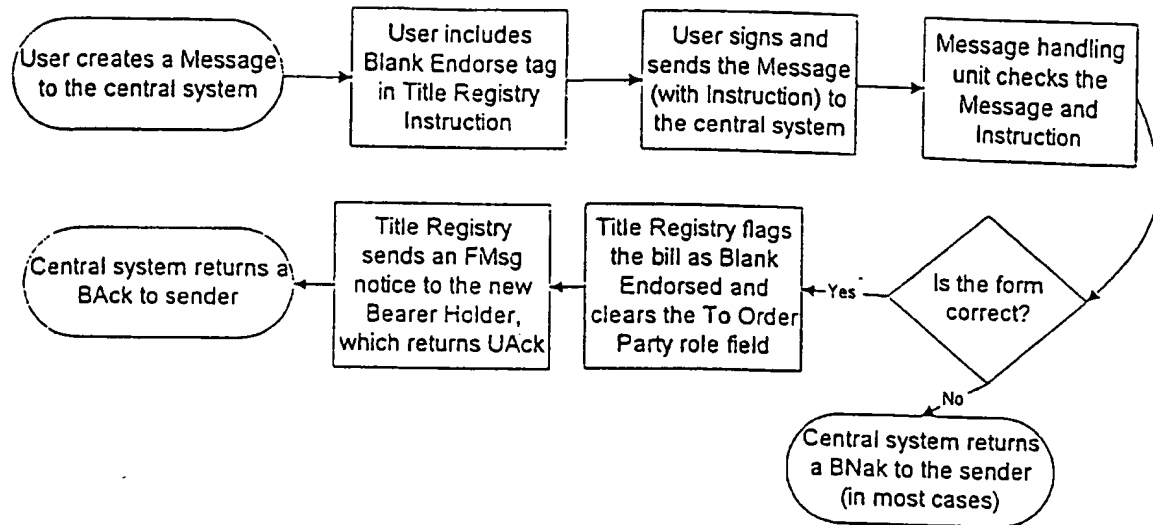 User creates a Message
to the central system
User includes
Blank Endorse tag
in Title Registry
Instruction
User signs and
sends the Message
(with Instruction) to
the central system
Message handling
unit checks the
Message and
Instruction
Is the form
correct?
Yes
Title Registry flags
the bill as Blank
Endorsed and
clears the To Order
Party role field
Title Registry
sends an FMsg
notice to the new
Bearer Holder,
which returns UAck
Central system returns a
BAck to sender
No
Central system returns
a BNak to the sender
(in most cases)